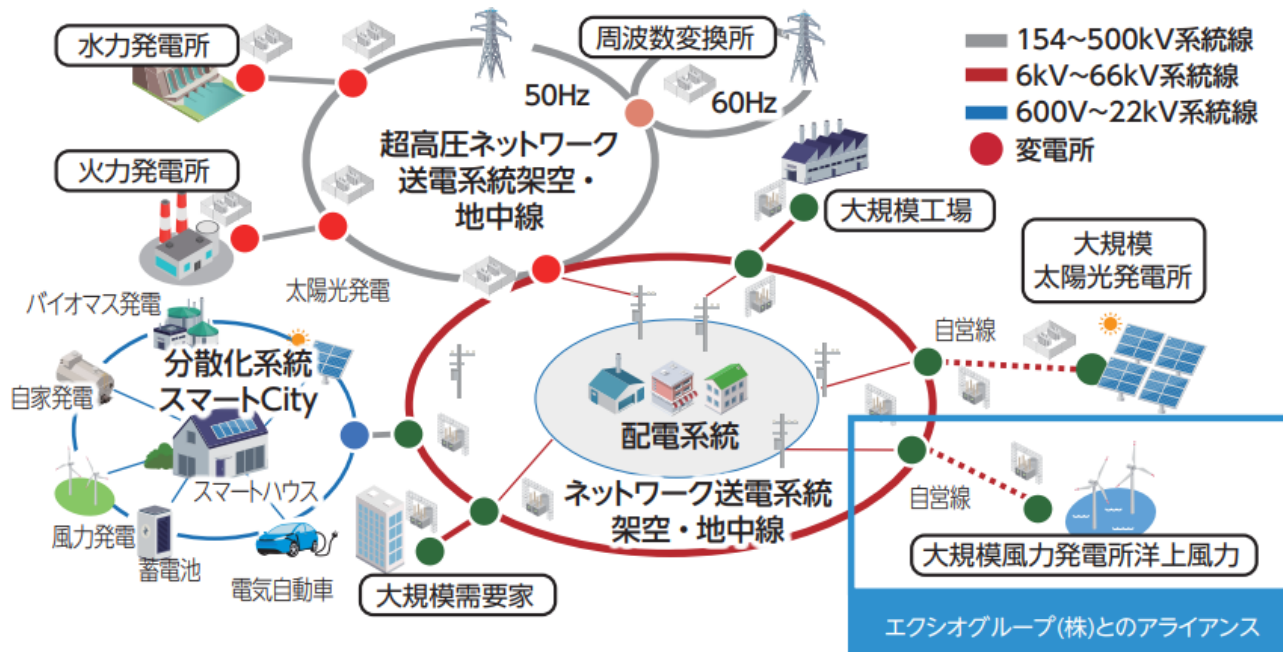 水力発電所
周波数変換所
154~500kV系統線
6kV~66kV系統線
600V~22kV系統線
変電所
50Hz
60Hz
超高圧ネットワーク
送電系統架空・
地中線
火力発電所
大規模工場
大規模
太陽光発電所
太陽光発電
バイオマス発電
自営線
分散化系統
スマートCity
自家発電
配電系統
スマートハウス
ネットワーク送電系統
架空・地中線
自営線
風力発電
蓄電池
電気自動車
大規模需要家
大規模風力発電所洋上風力
エクシオグループ(株)とのアライアンス